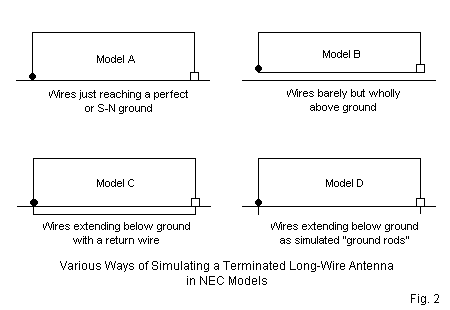 Model A
Wires just reaching a perfect
or S-N ground
Model B
Wires barely but wholly
above ground
Model C
Wires extending below ground
with a return wire
Model D
Wires extending below ground
as simulated "ground rods"
Various Ways of Simulating a Terminated Long-Wire Antenna
in NEC Models
Fig. 2